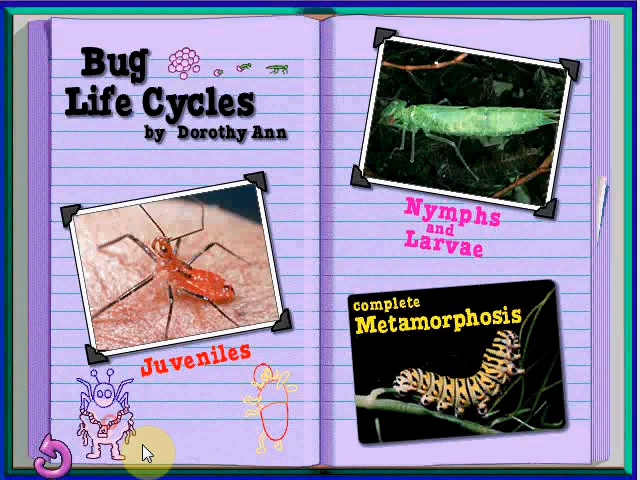 Bug
Life Cycles
by Dorothy Ann
Juveniles
Nymphs
and
Larvae
complete
Metamorphosis